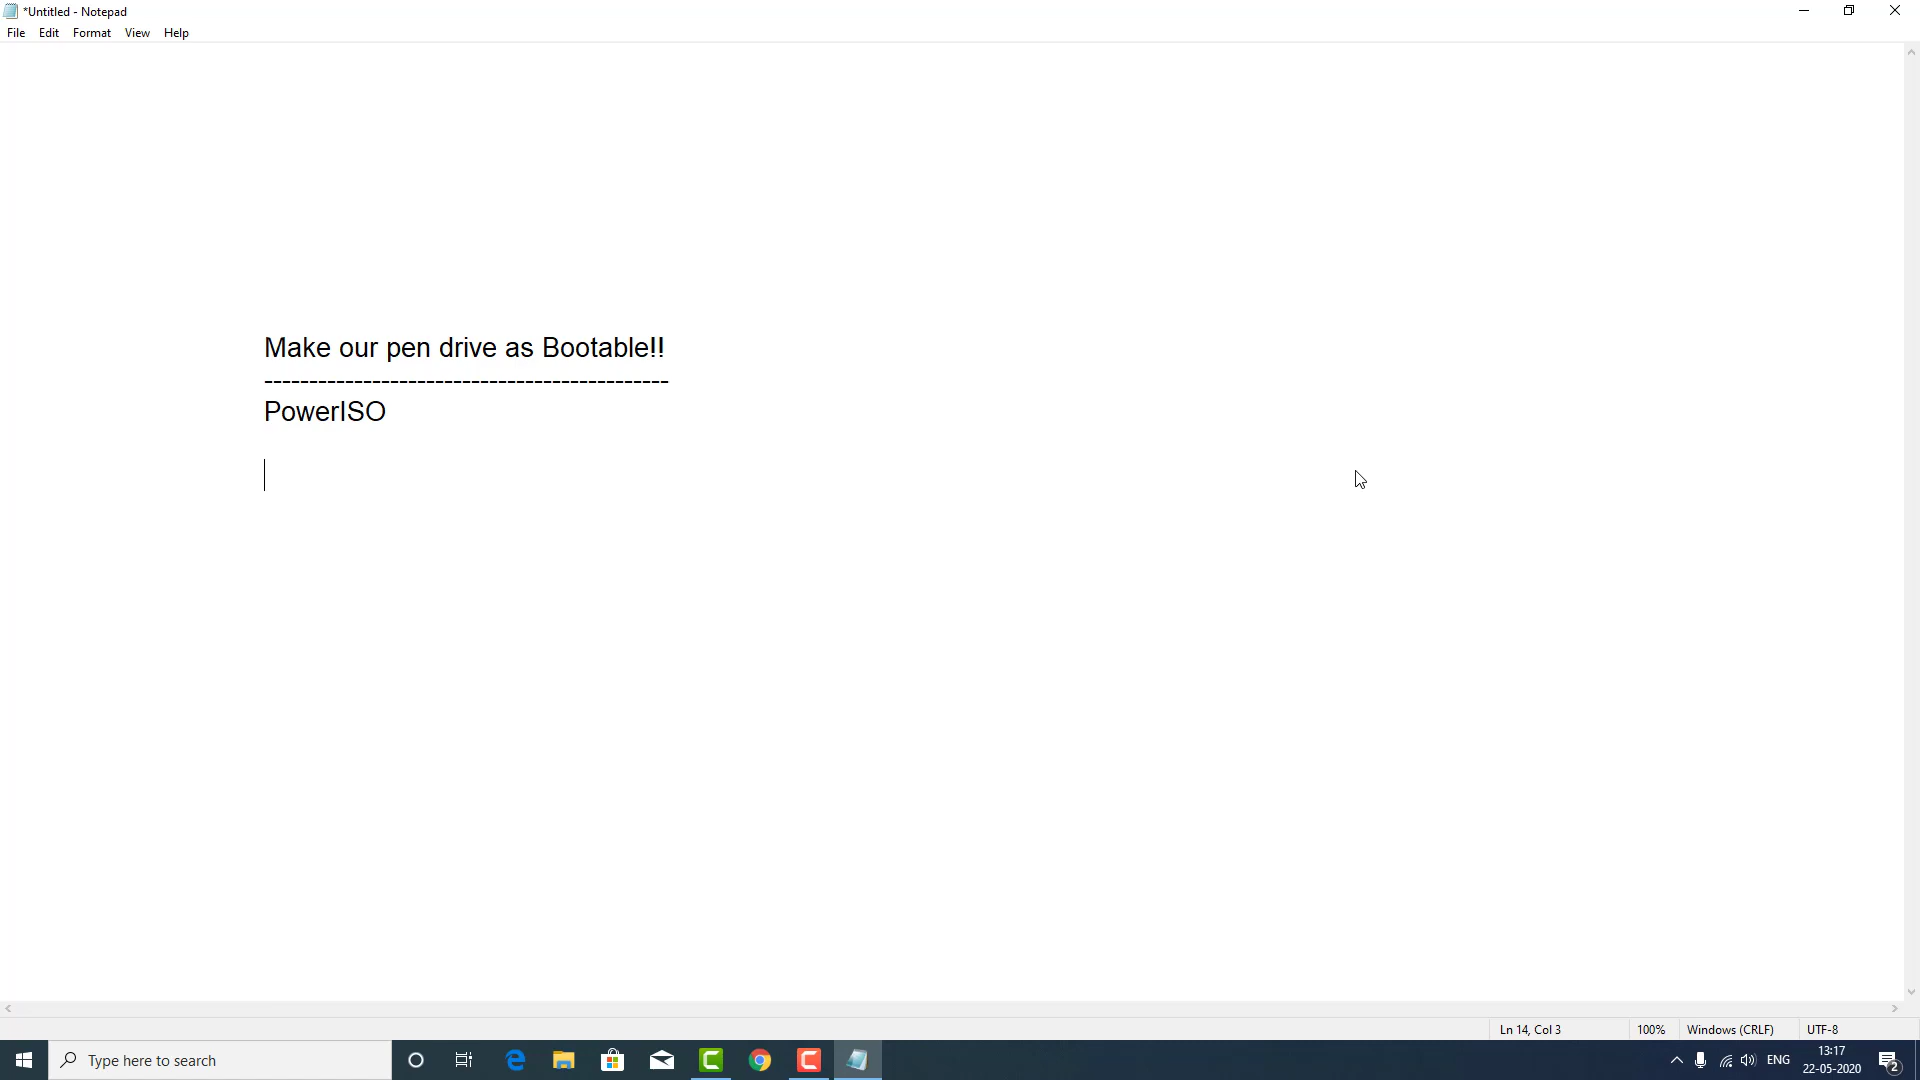 *Untitled - Notepad
File Edit Format View Help
Make our pen drive as Bootable!!
---------------------------------------------
PowerISO
Ln 14, Col 3 100% Windows (CRLF) UTF-8
Type here to search
ENG
13:17
22-05-2020
2